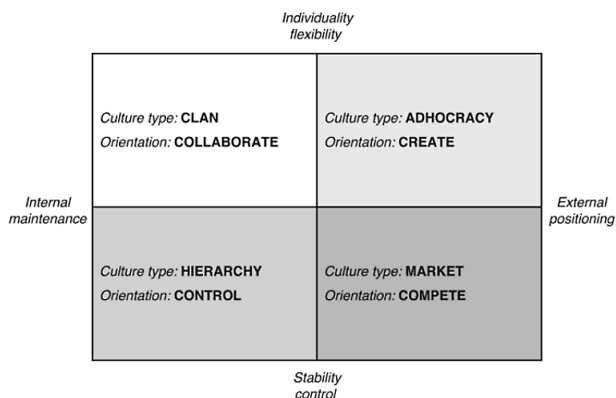 Individuality
flexibility
Culture type: CLAN
Orientation: COLLABORATE
Culture type: ADHOCRACY
Orientation: CREATE
Internal
maintenance
External
positioning
Culture type: HIERARCHY
Orientation: CONTROL
Culture type: MARKET
Orientation: COMPETE
Stability
control